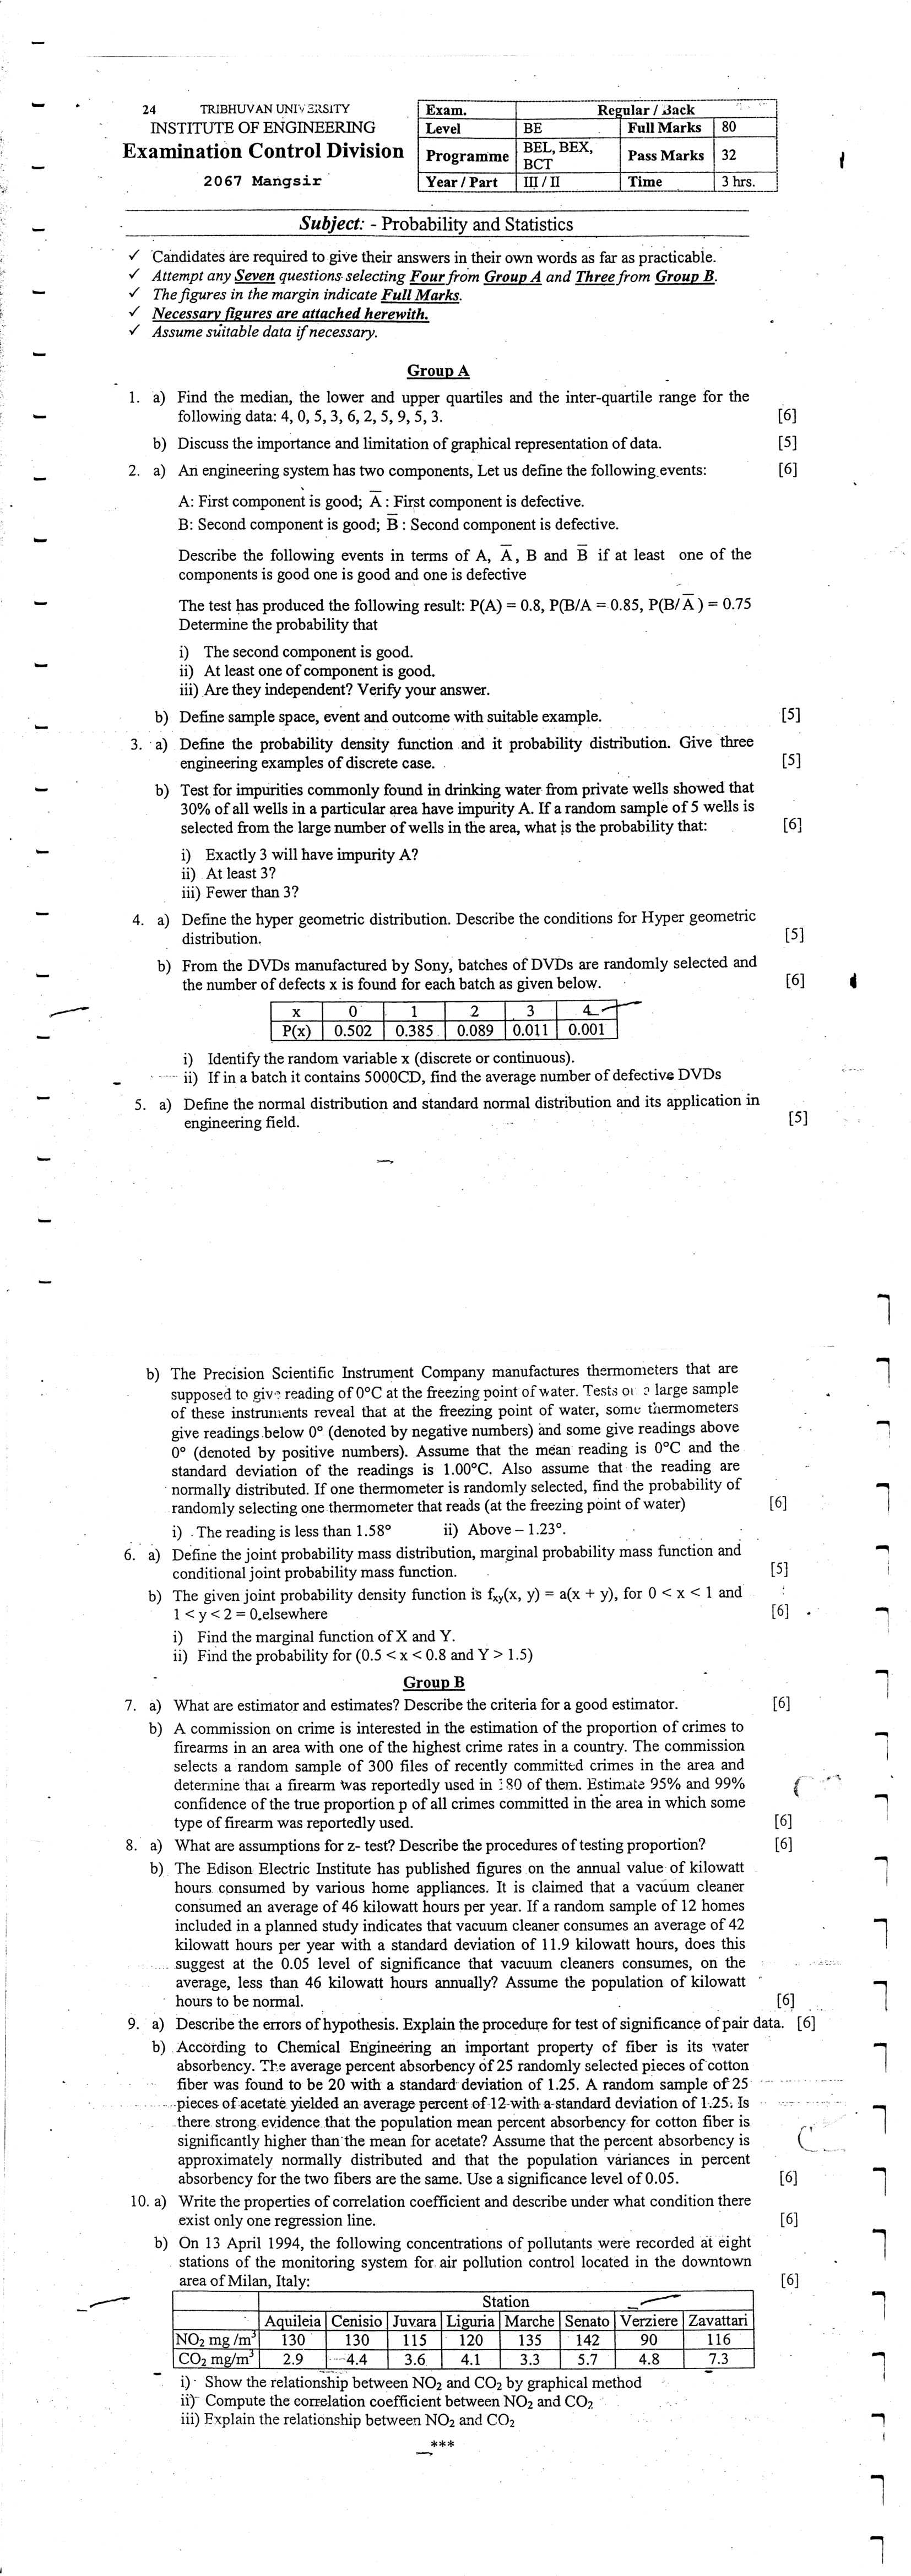 24 TRIBHUVAN UNIVERSITY
INSTITUTE OF ENGINEERING
Examination Control Division
2067 Mangsir
Exam. Regular / Back
Level BE Full Marks 80
Programme BEL, BEX, BCT Pass Marks 32
Year / Part III / II Time 3 hrs.
Subject: - Probability and Statistics
✓ Candidates are required to give their answers in their own words as far as practicable.
✓ Attempt any Seven questions selecting Four from Group A and Three from Group B.
✓ The figures in the margin indicate Full Marks.
✓ Necessary figures are attached herewith.
✓ Assume suitable data if necessary.
Group A
1. a) Find the median, the lower and upper quartiles and the inter-quartile range for the
following data: 4, 0, 5, 3, 6, 2, 5, 9, 5, 3. [6]
b) Discuss the importance and limitation of graphical representation of data. [5]
2. a) An engineering system has two components, Let us define the following events: [6]
A: First component is good; A̅ : First component is defective.
B: Second component is good; B̅ : Second component is defective.
Describe the following events in terms of A, A̅, B and B̅ if at least one of the
components is good one is good and one is defective
The test has produced the following result: P(A) = 0.8, P(B/A = 0.85, P(B/A̅) = 0.75
Determine the probability that
i) The second component is good.
ii) At least one of component is good.
iii) Are they independent? Verify your answer.
b) Define sample space, event and outcome with suitable example. [5]
3. a) Define the probability density function and it probability distribution. Give three
engineering examples of discrete case. [5]
b) Test for impurities commonly found in drinking water from private wells showed that
30% of all wells in a particular area have impurity A. If a random sample of 5 wells is
selected from the large number of wells in the area, what is the probability that: [6]
i) Exactly 3 will have impurity A?
ii) At least 3?
iii) Fewer than 3?
4. a) Define the hyper geometric distribution. Describe the conditions for Hyper geometric
distribution. [5]
b) From the DVDs manufactured by Sony, batches of DVDs are randomly selected and
the number of defects x is found for each batch as given below. [6]
x 0 1 2 3 4
P(x) 0.502 0.385 0.089 0.011 0.001
i) Identify the random variable x (discrete or continuous).
ii) If in a batch it contains 5000CD, find the average number of defective DVDs
5. a) Define the normal distribution and standard normal distribution and its application in
engineering field. [5]
b) The Precision Scientific Instrument Company manufactures thermometers that are
supposed to give reading of 0°C at the freezing point of water. Tests on a large sample
of these instruments reveal that at the freezing point of water, some thermometers
give readings below 0° (denoted by negative numbers) and some give readings above
0° (denoted by positive numbers). Assume that the mean reading is 0°C and the
standard deviation of the readings is 1.00°C. Also assume that the reading are
normally distributed. If one thermometer is randomly selected, find the probability of
randomly selecting one thermometer that reads (at the freezing point of water) [6]
i) The reading is less than 1.58° ii) Above – 1.23°.
6. a) Define the joint probability mass distribution, marginal probability mass function and
conditional joint probability mass function. [5]
b) The given joint probability density function is fxy(x, y) = a(x + y), for 0 < x < 1 and
1 < y < 2 = 0,elsewhere [6]
i) Find the marginal function of X and Y.
ii) Find the probability for (0.5 < x < 0.8 and Y > 1.5)
Group B
7. a) What are estimator and estimates? Describe the criteria for a good estimator. [6]
b) A commission on crime is interested in the estimation of the proportion of crimes to
firearms in an area with one of the highest crime rates in a country. The commission
selects a random sample of 300 files of recently committed crimes in the area and
determine that a firearm was reportedly used in 180 of them. Estimate 95% and 99%
confidence of the true proportion p of all crimes committed in the area in which some
type of firearm was reportedly used. [6]
8. a) What are assumptions for z- test? Describe the procedures of testing proportion? [6]
b) The Edison Electric Institute has published figures on the annual value of kilowatt
hours consumed by various home appliances. It is claimed that a vacuum cleaner
consumed an average of 46 kilowatt hours per year. If a random sample of 12 homes
included in a planned study indicates that vacuum cleaner consumes an average of 42
kilowatt hours per year with a standard deviation of 11.9 kilowatt hours, does this
suggest at the 0.05 level of significance that vacuum cleaners consumes, on the
average, less than 46 kilowatt hours annually? Assume the population of kilowatt
hours to be normal. [6]
9. a) Describe the errors of hypothesis. Explain the procedure for test of significance of pair data. [6]
b) According to Chemical Engineering an important property of fiber is its water
absorbency. The average percent absorbency of 25 randomly selected pieces of cotton
fiber was found to be 20 with a standard deviation of 1.25. A random sample of 25
pieces of acetate yielded an average percent of 12 with a standard deviation of 1.25. Is
there strong evidence that the population mean percent absorbency for cotton fiber is
significantly higher than the mean for acetate? Assume that the percent absorbency is
approximately normally distributed and that the population variances in percent
absorbency for the two fibers are the same. Use a significance level of 0.05. [6]
10. a) Write the properties of correlation coefficient and describe under what condition there
exist only one regression line. [6]
b) On 13 April 1994, the following concentrations of pollutants were recorded at eight
stations of the monitoring system for air pollution control located in the downtown
area of Milan, Italy: [6]
Station
Aquileia Cenisio Juvara Liguria Marche Senato Verziere Zavattari
NO2 mg /m³ 130 130 115 120 135 142 90 116
CO2 mg/m³ 2.9 4.4 3.6 4.1 3.3 5.7 4.8 7.3
i) Show the relationship between NO2 and CO2 by graphical method
ii) Compute the correlation coefficient between NO2 and CO2
iii) Explain the relationship between NO2 and CO2
***